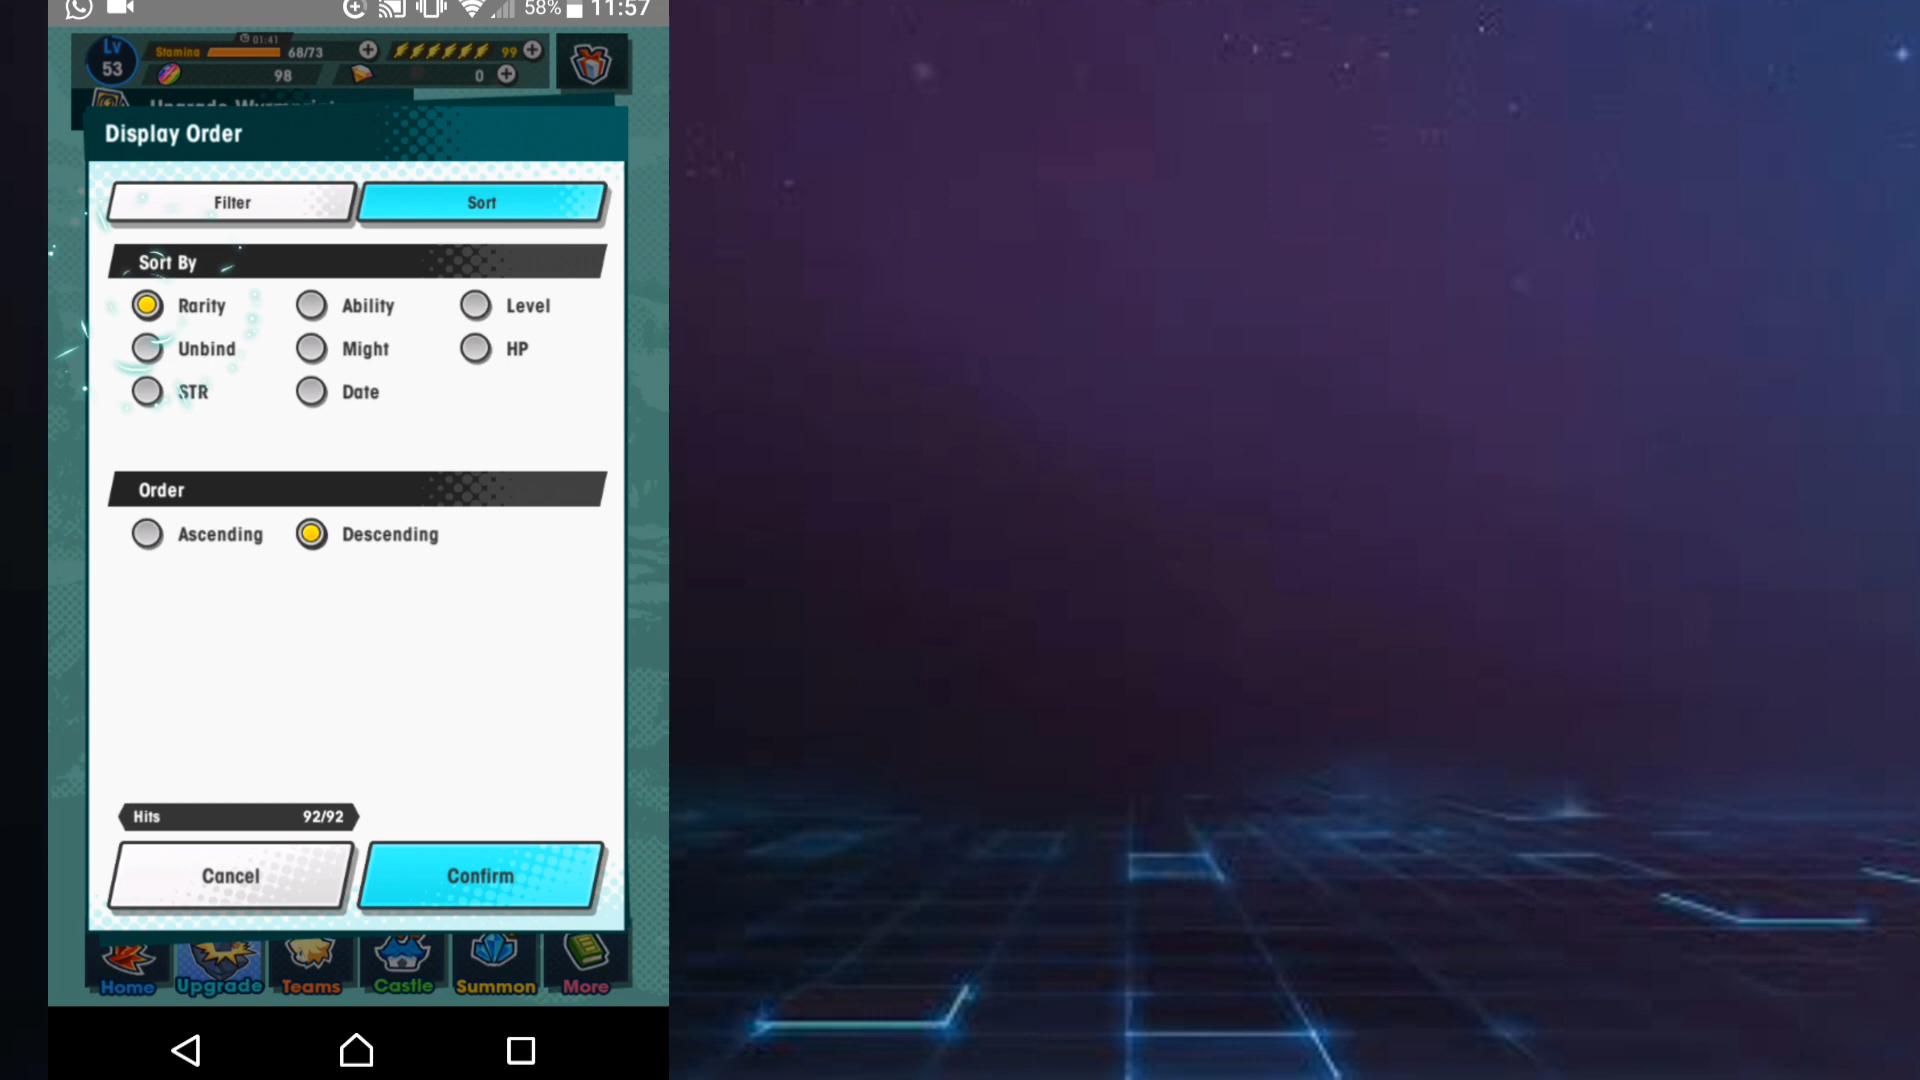 58% 11:57
Lv
53
Stamina
01:41
68/73
99
98
0
Upgrade Wyrmprint
Display Order
Filter
Sort
Sort By
Rarity
Ability
Level
Unbind
Might
HP
STR
Date
Order
Ascending
Descending
Hits
92/92
Cancel
Confirm
Home
Upgrade
Teams
Castle
Summon
More